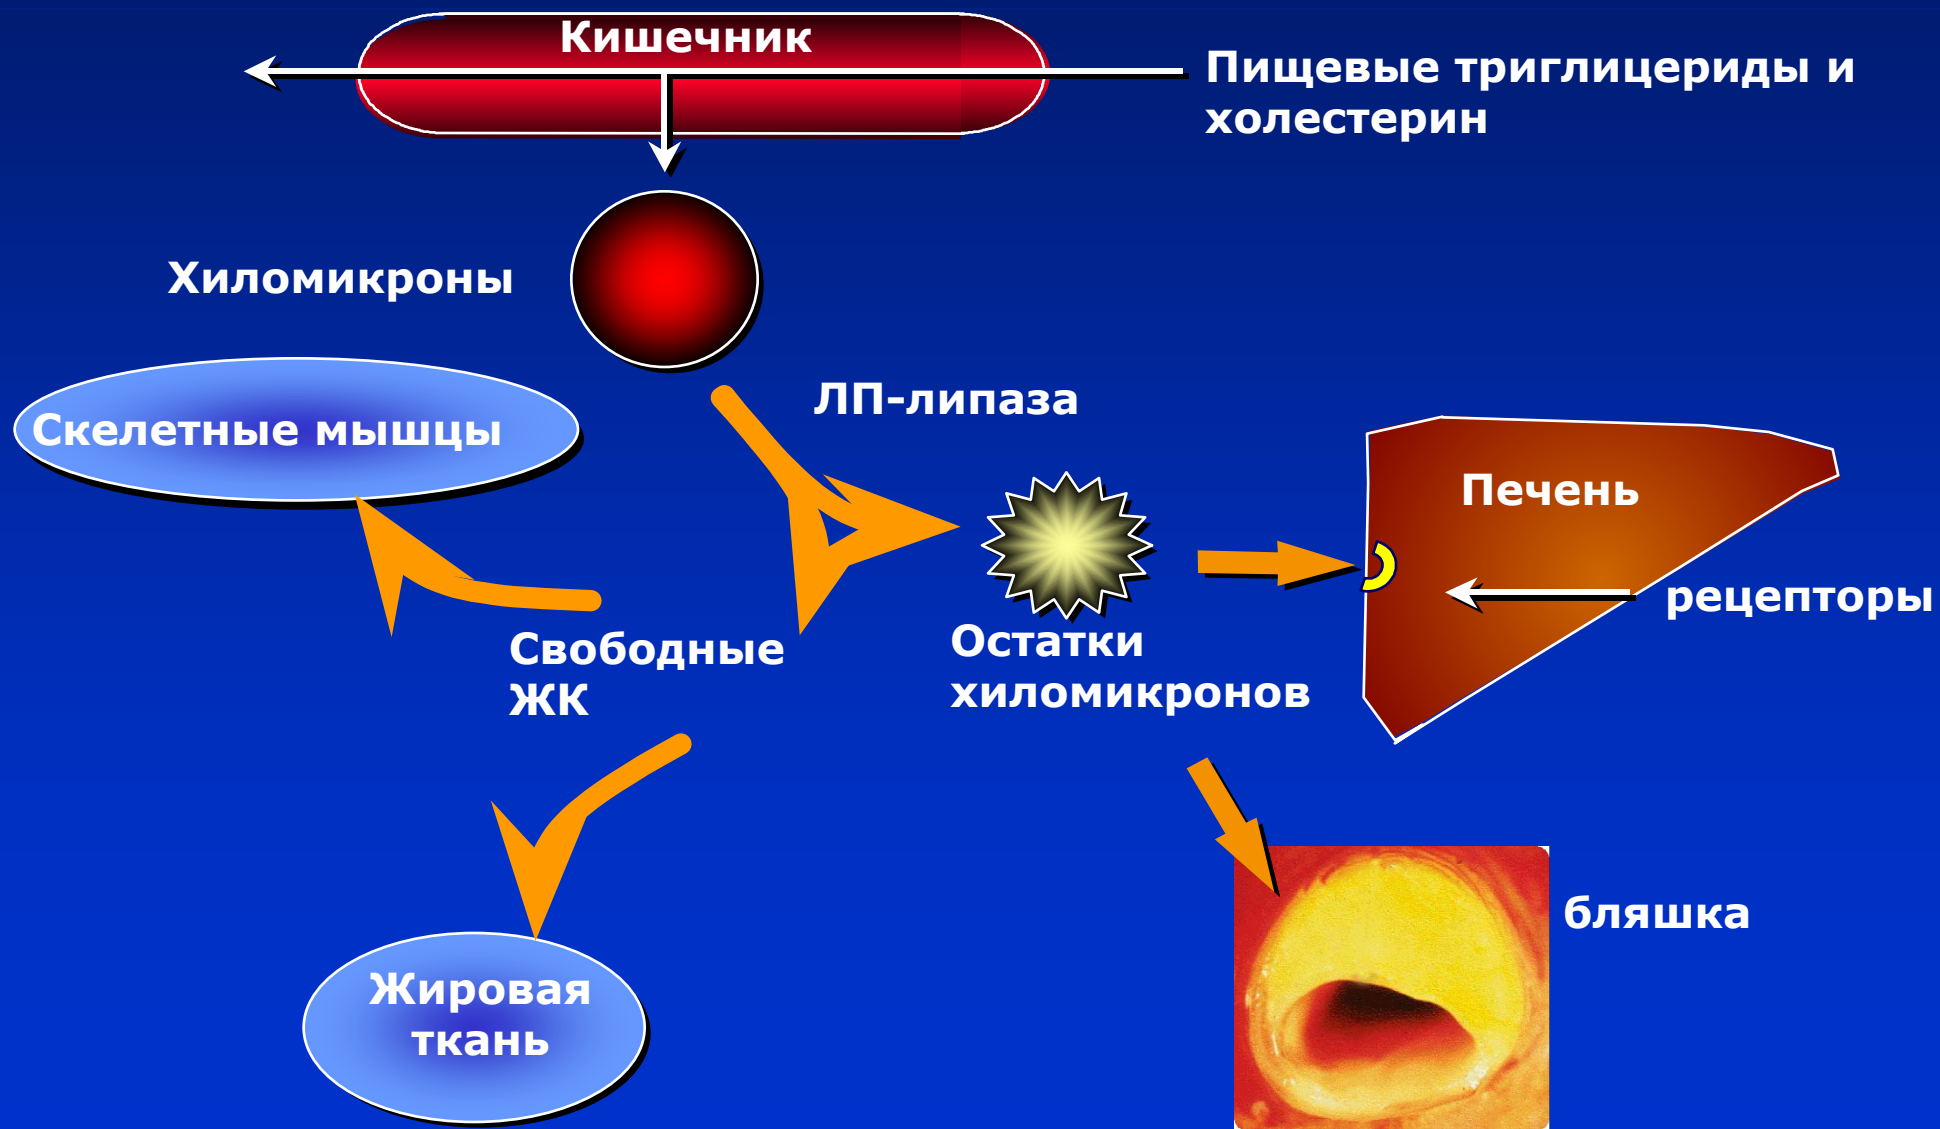 Кишечник
Пищевые триглицериды и
холестерин
Хиломикроны
ЛП-липаза
Скелетные мышцы
Печень
рецепторы
Свободные
ЖК
Остатки
хиломикронов
бляшка
Жировая
ткань